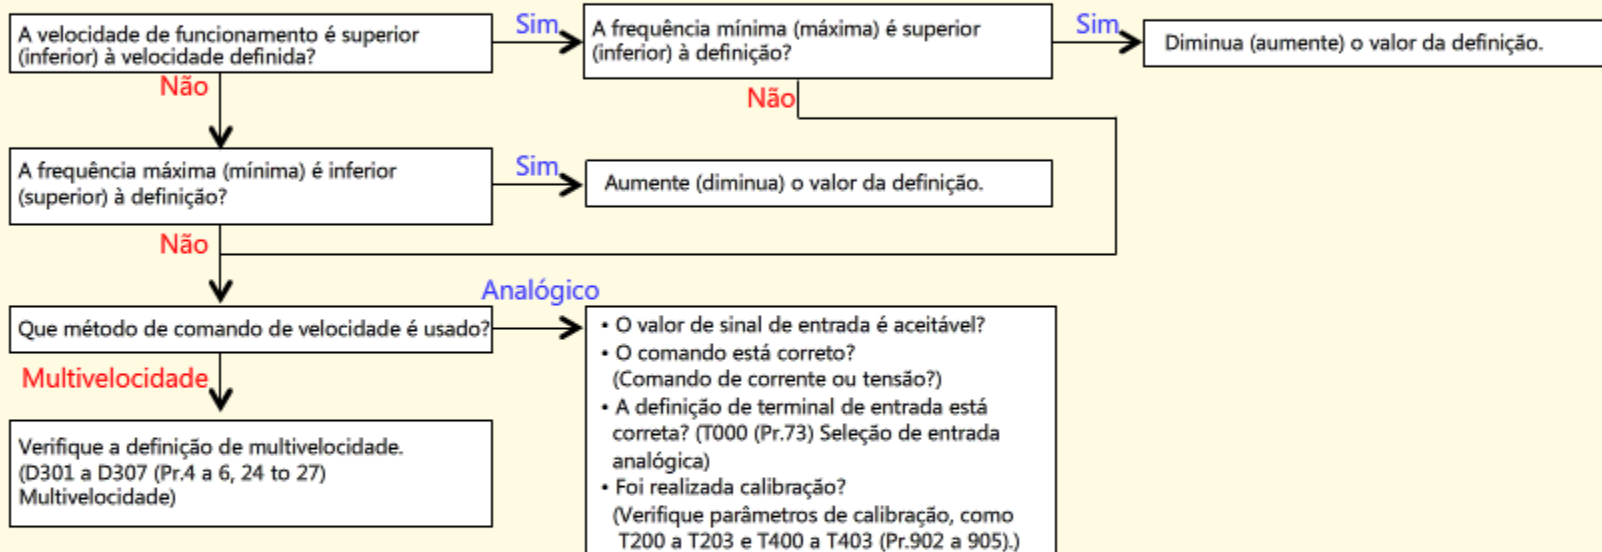 A velocidade de funcionamento é superior
(inferior) à velocidade definida?
Sim
A frequência mínima (máxima) é superior
(inferior) à definição?
Sim
Diminua (aumente) o valor da definição.
Não
Não
A frequência máxima (mínima) é inferior
(superior) à definição?
Sim
Aumente (diminua) o valor da definição.
Não
Que método de comando de velocidade é usado?
Analógico
• O valor de sinal de entrada é aceitável?
• O comando está correto?
(Comando de corrente ou tensão?)
• A definição de terminal de entrada está
correta? (T000 (Pr.73) Seleção de entrada
analógica)
• Foi realizada calibração?
(Verifique parâmetros de calibração, como
T200 a T203 e T400 a T403 (Pr.902 a 905).)
Multivelocidade
Verifique a definição de multivelocidade.
(D301 a D307 (Pr.4 a 6, 24 to 27)
Multivelocidade)